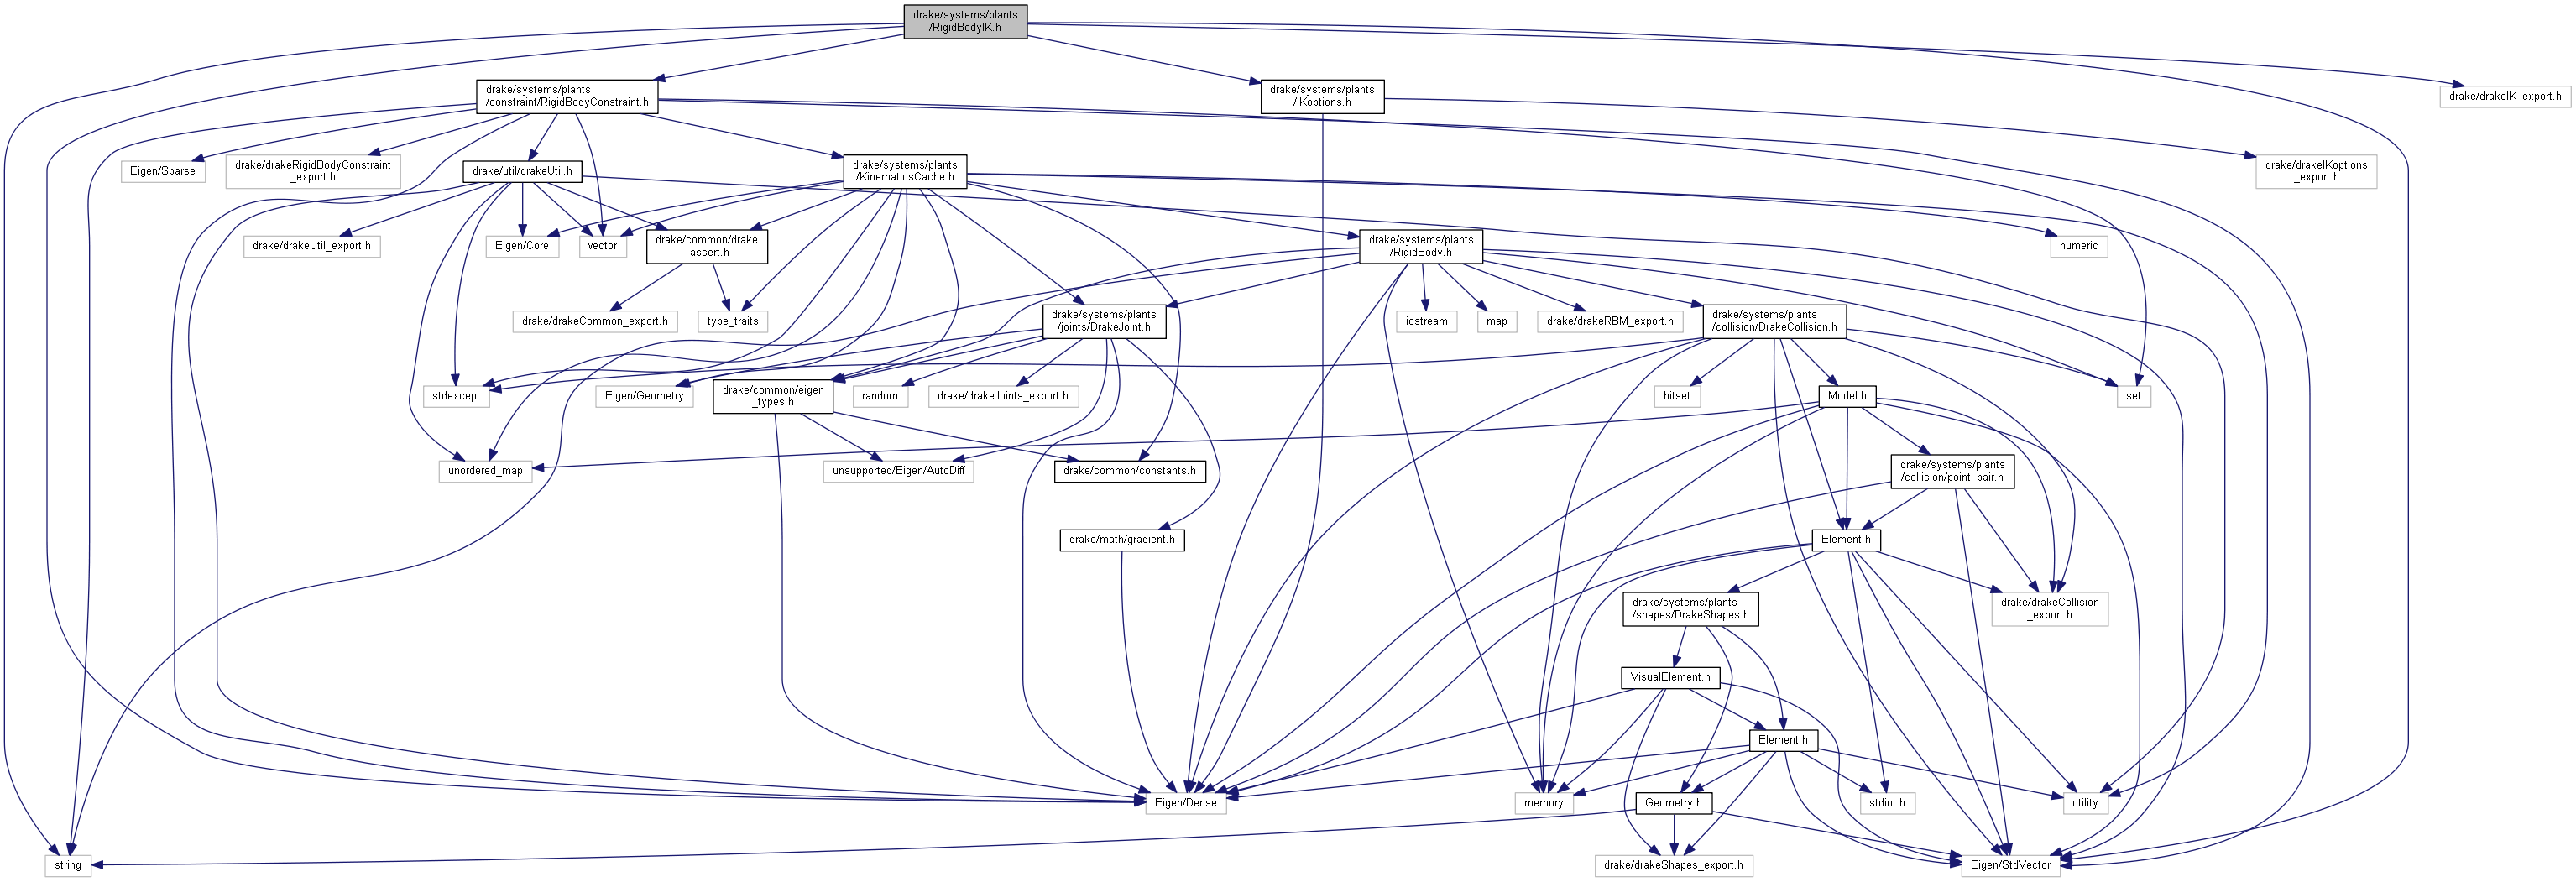 drake/systems/plants
/RigidBodyIK.h
drake/systems/plants
/constraint/RigidBodyConstraint.h
drake/systems/plants
/IKoptions.h
drake/drakeIK_export.h
Eigen/Sparse
drake/drakeRigidBodyConstraint
_export.h
drake/util/drakeUtil.h
drake/systems/plants
/KinematicsCache.h
drake/drakeIKoptions
_export.h
drake/drakeUtil_export.h
Eigen/Core
vector
drake/common/drake
_assert.h
drake/systems/plants
/RigidBody.h
numeric
drake/drakeCommon_export.h
type_traits
drake/systems/plants
/joints/DrakeJoint.h
iostream
map
drake/drakeRBM_export.h
drake/systems/plants
/collision/DrakeCollision.h
stdexcept
Eigen/Geometry
drake/common/eigen
_types.h
random
drake/drakeJoints_export.h
bitset
Model.h
set
unordered_map
unsupported/Eigen/AutoDiff
drake/common/constants.h
drake/systems/plants
/collision/point_pair.h
drake/math/gradient.h
Element.h
drake/systems/plants
/shapes/DrakeShapes.h
drake/drakeCollision
_export.h
VisualElement.h
Element.h
Eigen/Dense
memory
Geometry.h
stdint.h
utility
string
drake/drakeShapes_export.h
Eigen/StdVector